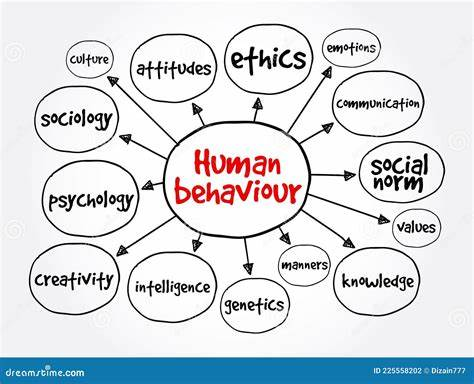 culture
attitudes
ethics
emotions
sociology
communication
Human
behaviour
social
norm
psychology
values
creativity
intelligence
genetics
manners
knowledge
dreamstime.com
ID 225558202 © Dizain777